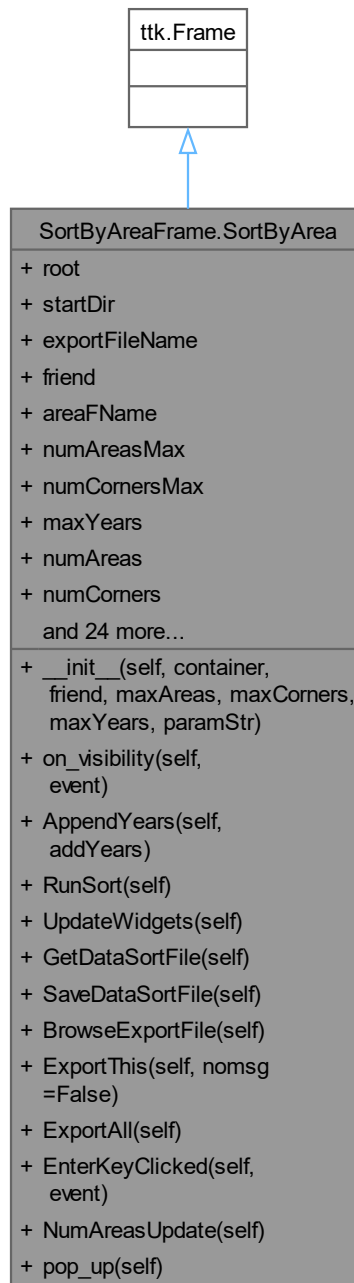 ttk.Frame
SortByAreaFrame.SortByArea
+ root
+ startDir
+ exportFileName
+ friend
+ areaFName
+ numAreasMax
+ numCornersMax
+ maxYears
+ numAreas
+ numCorners
and 24 more...
+ __init__(self, container,
friend, maxAreas, maxCorners,
maxYears, paramStr)
+ on_visibility(self,
event)
+ AppendYears(self,
addYears)
+ RunSort(self)
+ UpdateWidgets(self)
+ GetDataSortFile(self)
+ SaveDataSortFile(self)
+ BrowseExportFile(self)
+ ExportThis(self, nomsg
=False)
+ ExportAll(self)
+ EnterKeyClicked(self,
event)
+ NumAreasUpdate(self)
+ pop_up(self)